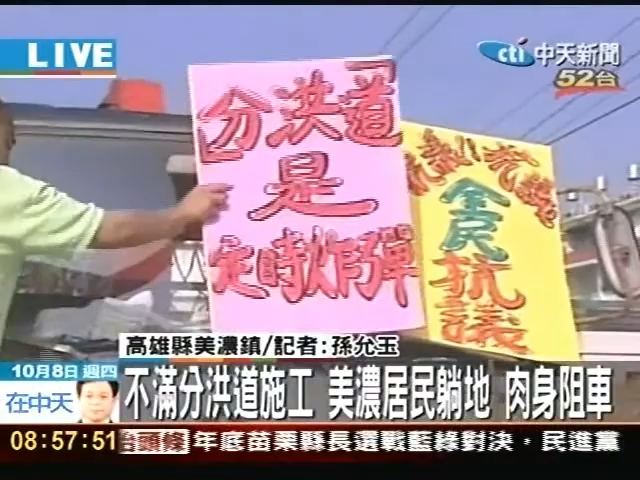 LIVE
cti 中天新聞
52台
「分洪道」
是
定時炸彈
全民
抗議
高雄縣美濃鎮/記者:孫允玉
10月8日 週四
不滿分洪道施工 美濃居民躺地 肉身阻車
在中天
08:57:51
頭條 年底苗栗縣長選戰藍綠對決，民進黨